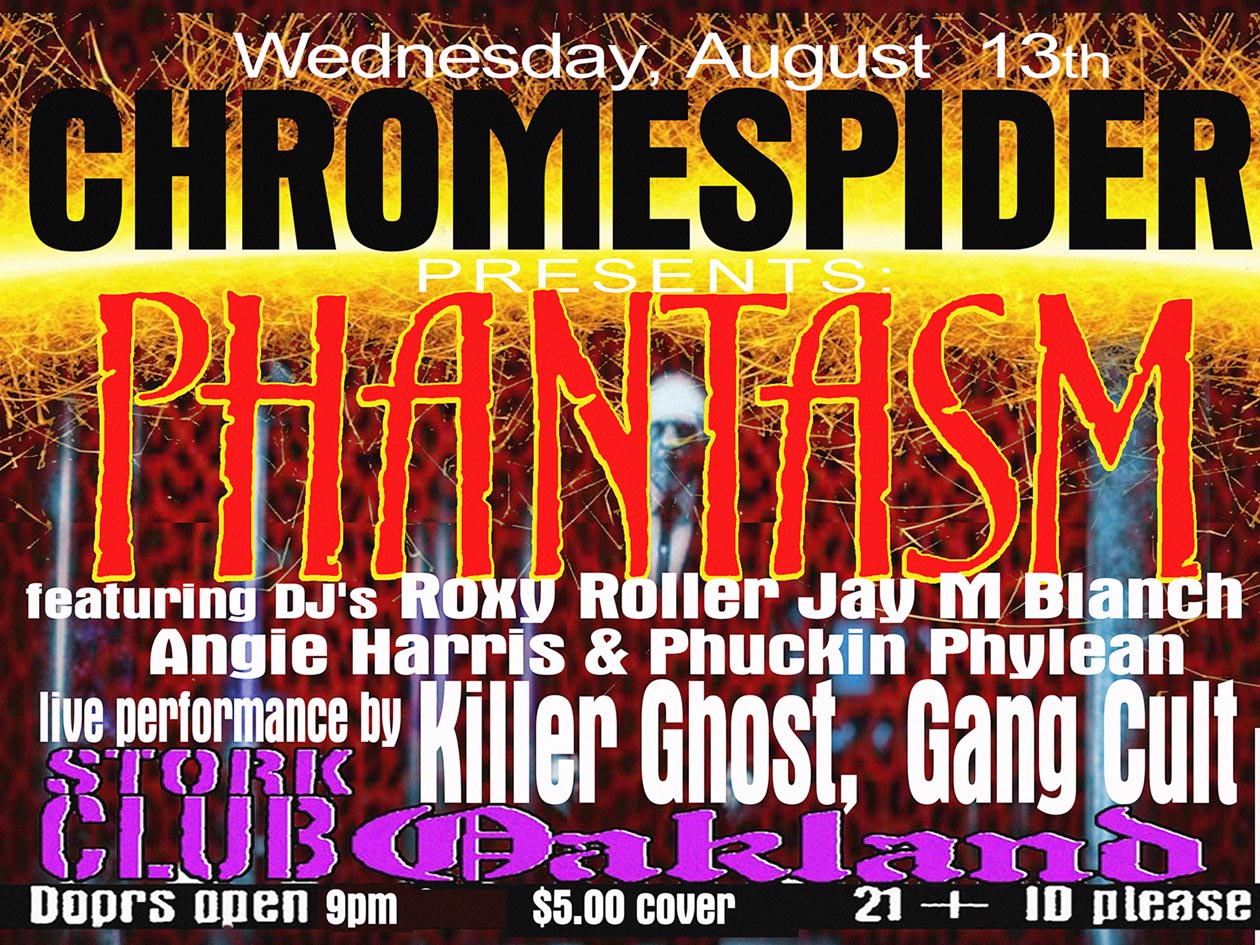 Wednesday, August 13th
CHROMESPIDER
PRESENTS:
PHANTASM
featuring DJ's Roxy Roller Jay M Blanch
Angie Harris & Phuckin Phylean
live performance by Killer Ghost, Gang Cult
STORK
CLUB Oakland
Doors open 9pm $5.00 cover 21 + ID please